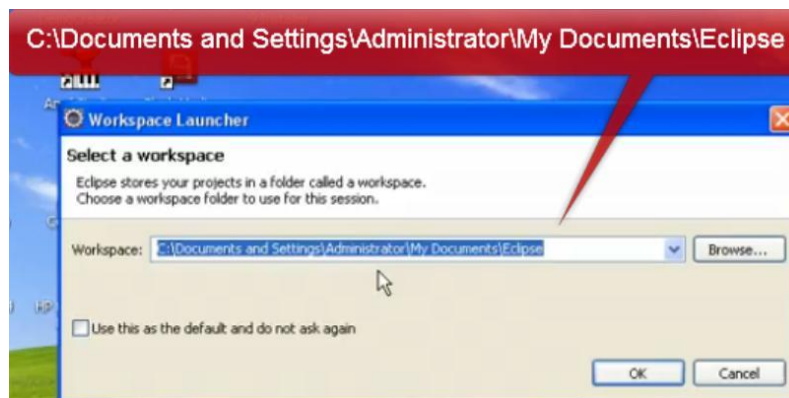 C:\Documents and Settings\Administrator\My Documents\Eclipse
Workspace Launcher
Select a workspace
Eclipse stores your projects in a folder called a workspace.
Choose a workspace folder to use for this session.
Workspace: C:\Documents and Settings\Administrator\My Documents\Eclipse Browse...
Use this as the default and do not ask again
OK Cancel